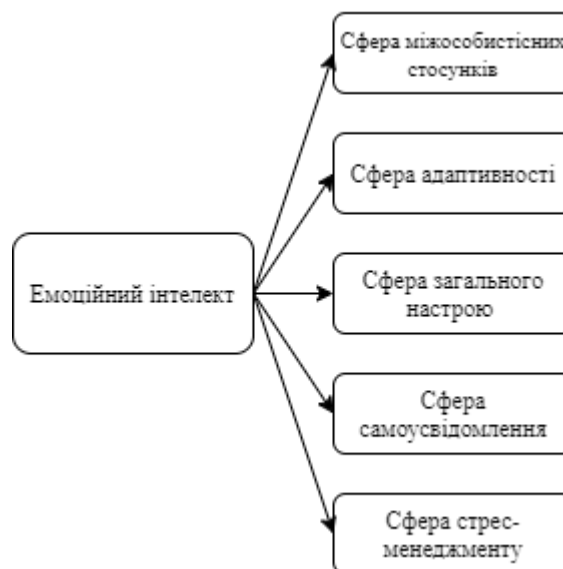 Сфера міжособистісних
стосунків
Сфера адаптивності
Емоційний інтелект
Сфера загального
настрою
Сфера
самоусвідомлення
Сфера стрес-
менеджменту